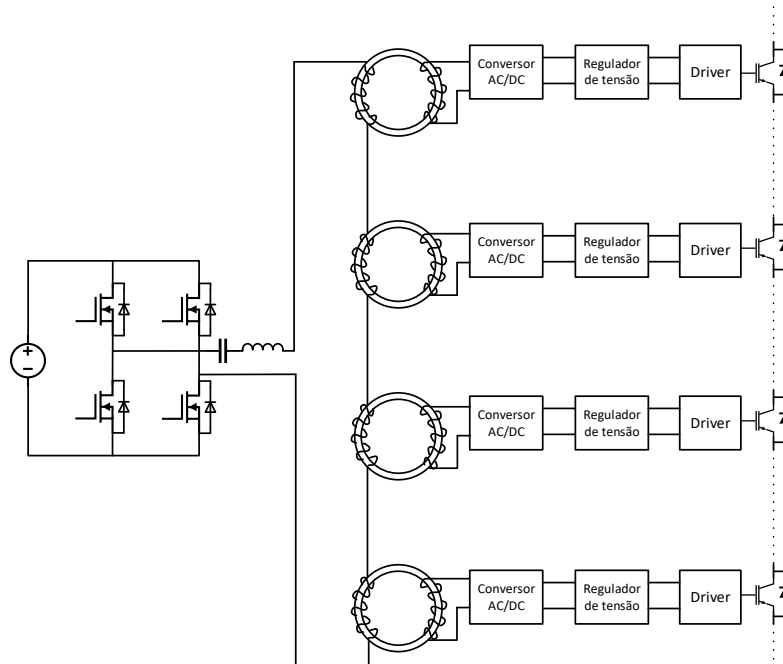 Conversor
AC/DC
Regulador
de tensão
Driver
Conversor
AC/DC
Regulador
de tensão
Driver
Conversor
AC/DC
Regulador
de tensão
Driver
Conversor
AC/DC
Regulador
de tensão
Driver